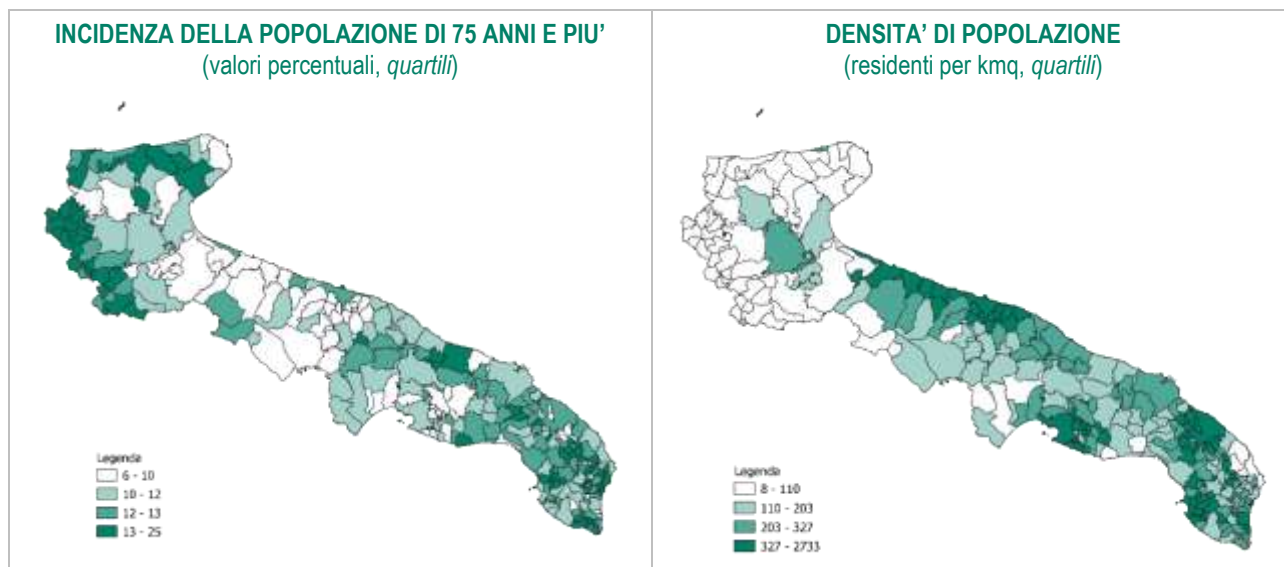 INCIDENZA DELLA POPOLAZIONE DI 75 ANNI E PIU'
(valori percentuali, quartili)
Legenda
6 - 10
10 - 12
12 - 13
13 - 25
DENSITA' DI POPOLAZIONE
(residenti per kmq, quartili)
Legenda
8 - 110
110 - 203
203 - 327
327 - 2733